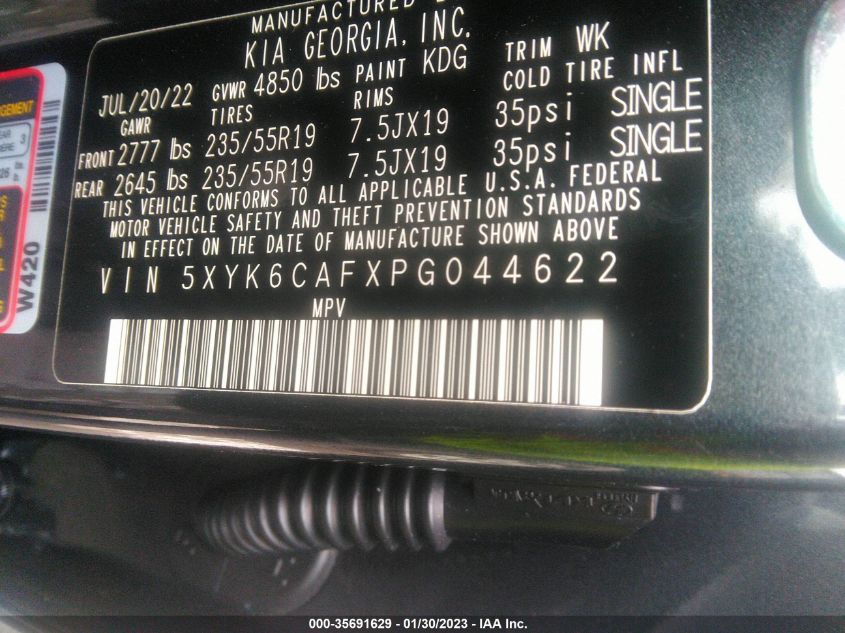 MANUFACTURED
KIA GEORGIA, INC.
JUL/20/22 GVWR 4850 lbs PAINT KDG TRIM WK
GAWR TIRES RIMS COLD TIRE INFL
FRONT 2777 lbs 235/55R19 7.5JX19 35psi SINGLE
REAR 2645 lbs 235/55R19 7.5JX19 35psi SINGLE
THIS VEHICLE CONFORMS TO ALL APPLICABLE U.S.A. FEDERAL
MOTOR VEHICLE SAFETY AND THEFT PREVENTION STANDARDS
IN EFFECT ON THE DATE OF MANUFACTURE SHOWN ABOVE
VIN 5XYK6CAFXPG044622
MPV
W420
000-35691629 - 01/30/2023 - IAA Inc.